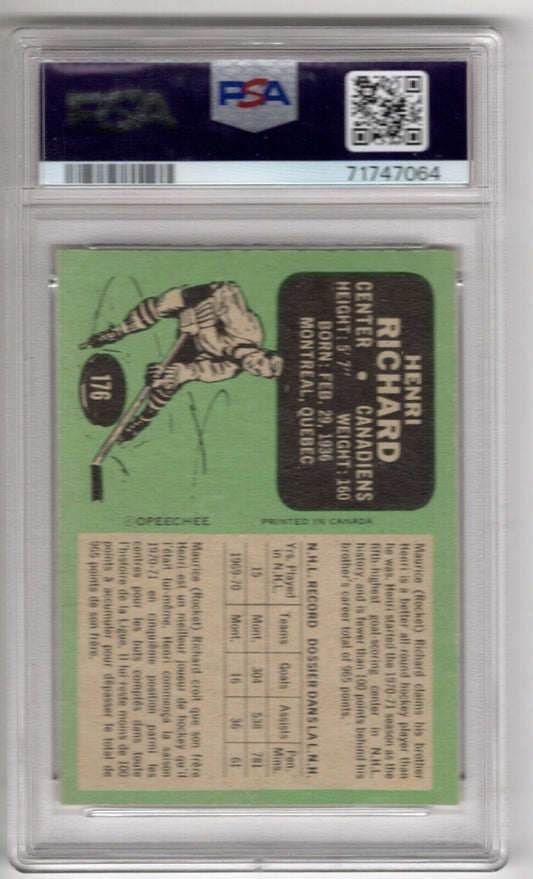 PSA
PSA
71747064
HENRI
RICHARD
CENTER • CANADIENS
HEIGHT: 5' 7" WEIGHT: 160
BORN: FEB. 29, 1936
MONTREAL, QUEBEC
176
©OPEECHEE PRINTED IN CANADA
Maurice (Rocket) Richard claims his brother
Henri is a better all round hockey player than
he was. Henri started the 1970-71 season as the
fifth highest goal-scoring center in N.H.L.
history, and is fewer than 100 points behind his
brother's career total of 965 points.
N.H.L. RECORD DOSSIER DANS LA L.N.H.
Yrs. Played in N.H.L. Teams Goals Assists Pen. Mins.
15 Mont. 304 538 781
1969-70 Mont. 16 36 61
Maurice (Rocket) Richard croit que son frère
Henri est un meilleur joueur de hockey qu'il
l'était lui-même. Henri commença la saison
1970-71 en cinquième position parmi les
centres pour les buts comptés dans toute
l'histoire de la Ligue. Il lui reste moins de 100
points à accumuler pour dépasser le total de
965 points de son frère.